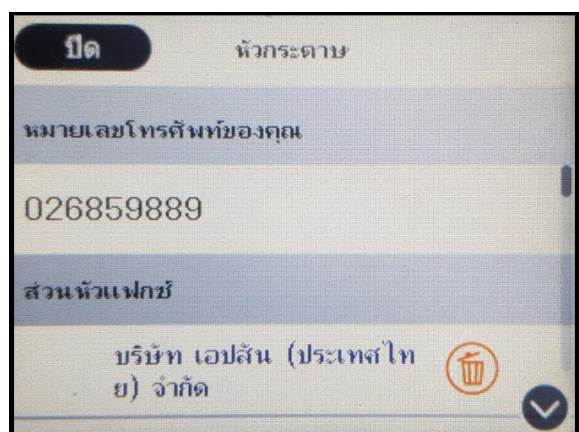 ปิด
หัวกระดาษ
หมายเลขโทรศัพท์ของคุณ
026859889
ส่วนหัวแฟกซ์
บริษัท เอปสัน (ประเทศไท
ย) จำกัด